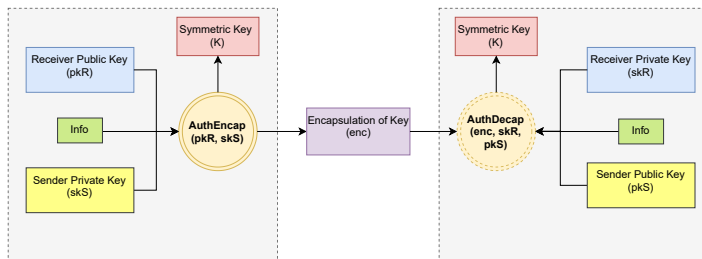 Symmetric Key
(K)
Receiver Public Key
(pkR)
Info
Sender Private Key
(skS)
AuthEncap
(pkR, skS)
Encapsulation of Key
(enc)
Symmetric Key
(K)
AuthDecap
(enc, skR,
pkS)
Receiver Private Key
(skR)
Info
Sender Public Key
(pkS)